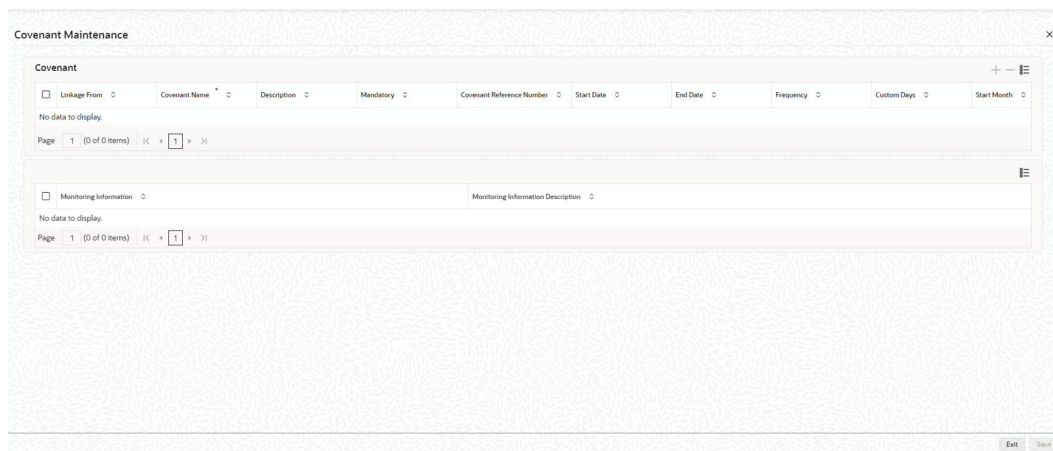 Covenant Maintenance
Covenant
Linkage From Covenant Name * Description Mandatory Covenant Reference Number Start Date End Date Frequency Custom Days Start Month
No data to display.
Page 1 (0 of 0 items) 1
Monitoring Information Monitoring Information Description
No data to display.
Page 1 (0 of 0 items) 1
Exit Save